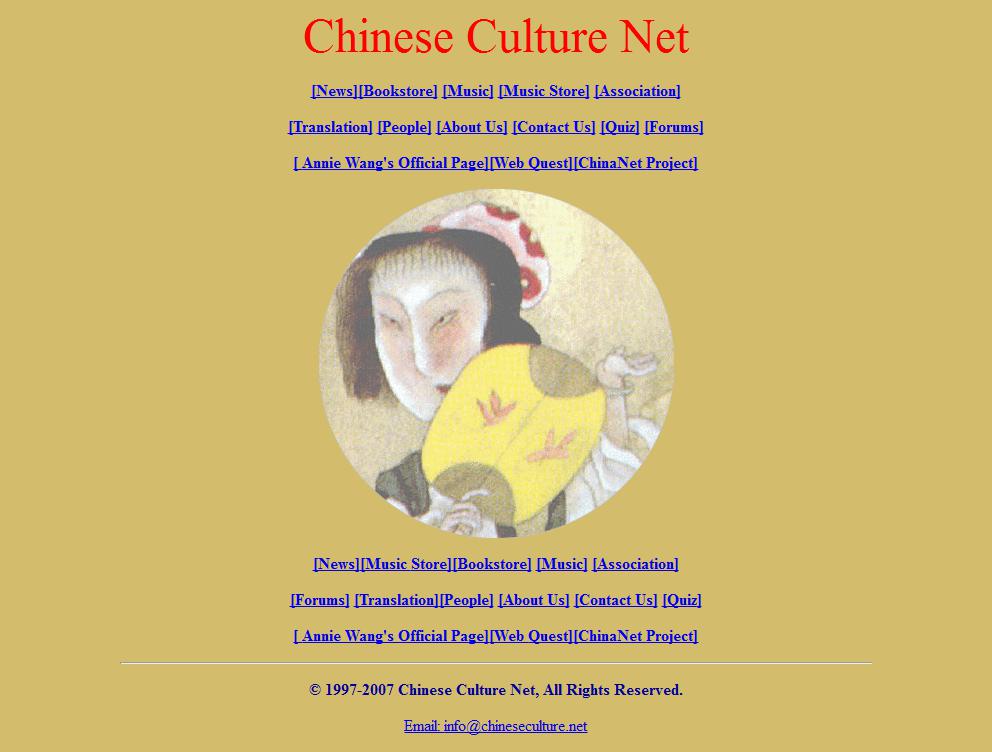 Chinese Culture Net
[News][Bookstore] [Music] [Music Store] [Association]
[Translation] [People] [About Us] [Contact Us] [Quiz] [Forums]
[ Annie Wang's Official Page][Web Quest][ChinaNet Project]
[News][Music Store][Bookstore] [Music] [Association]
[Forums] [Translation][People] [About Us] [Contact Us] [Quiz]
[ Annie Wang's Official Page][Web Quest][ChinaNet Project]
© 1997-2007 Chinese Culture Net, All Rights Reserved.
Email: info@chineseculture.net